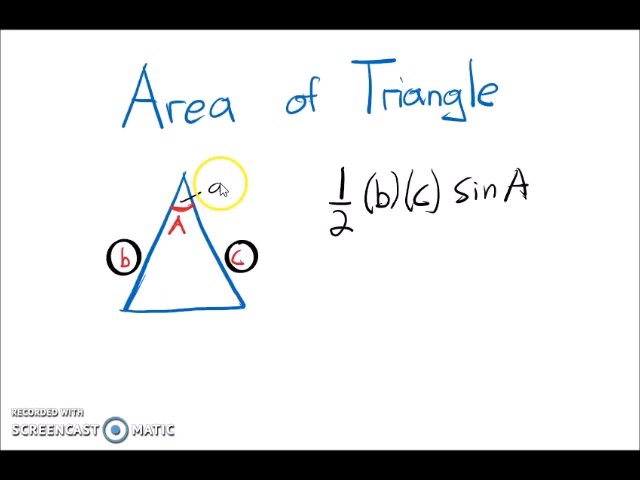 Area of Triangle
a
A
b
c
1/2 (b)(c) sin A
RECORDED WITH
SCREENCAST MATIC